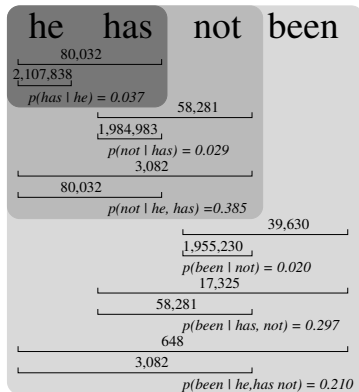 he has not been
80,032
2,107,838
p(has | he) = 0.037
58,281
1,984,983
p(not | has) = 0.029
3,082
80,032
p(not | he, has) =0.385
39,630
1,955,230
p(been | not) = 0.020
17,325
58,281
p(been | has, not) = 0.297
648
3,082
p(been | he,has not) = 0.210